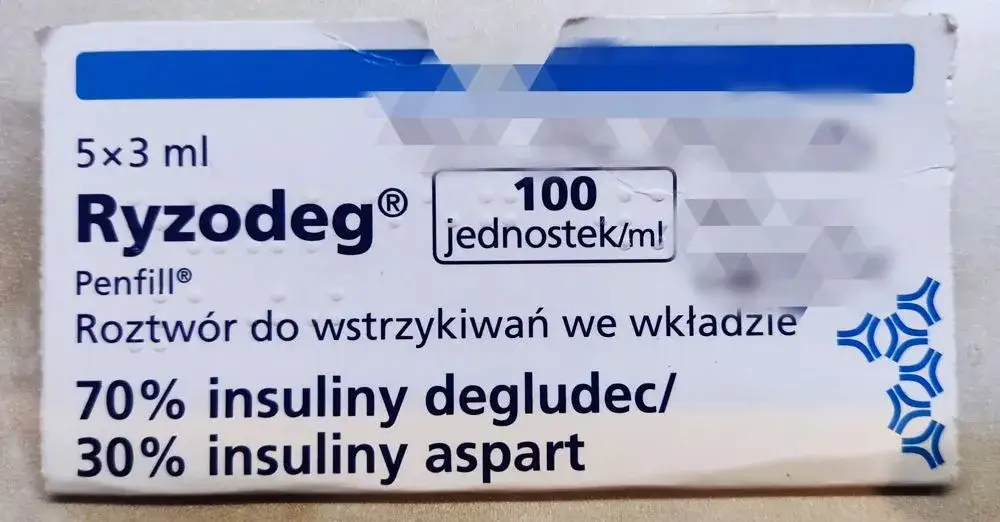 5×3 ml
Ryzodeg®
100
jednostek/ml
Penfill®
Roztwór do wstrzykiwań we wkładzie
70% insuliny degludec/
30% insuliny aspart